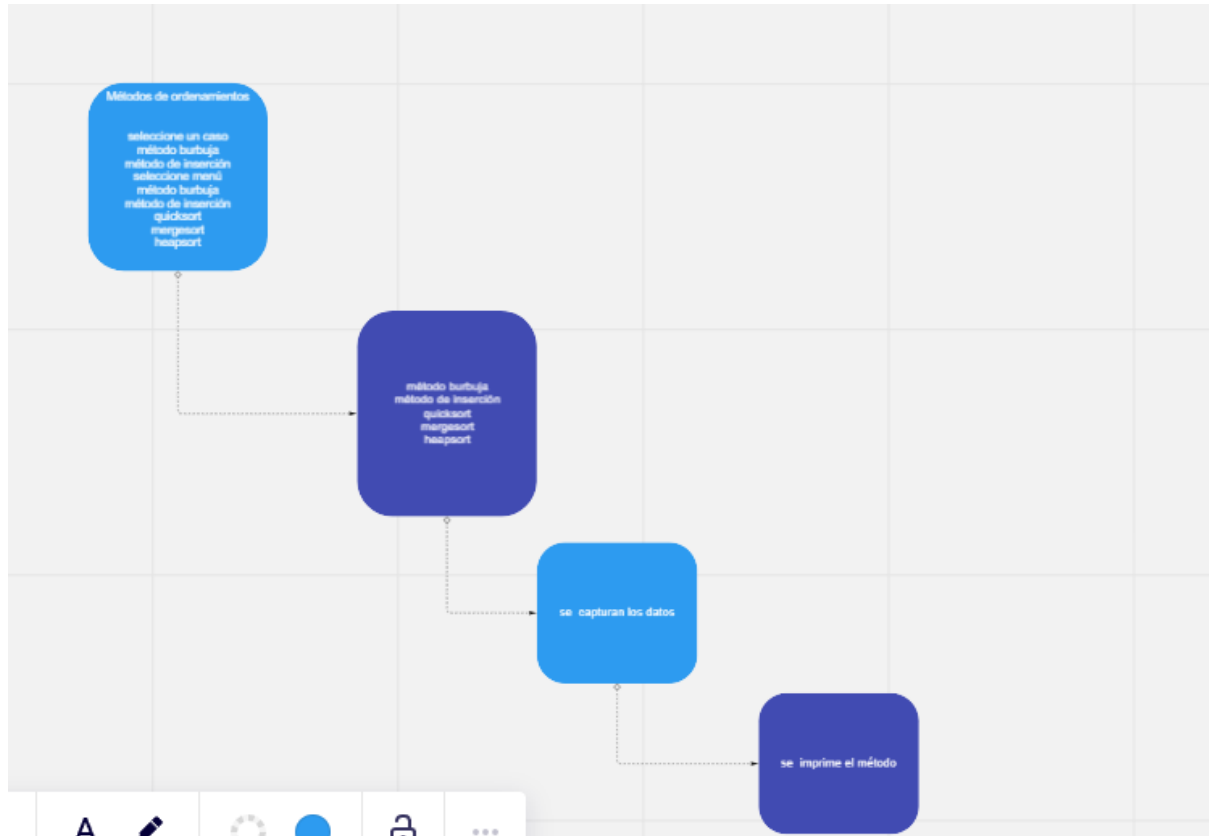 Métodos de ordenamientos
seleccione un caso
método burbuja
método de inserción
seleccione menú
método burbuja
método de inserción
quicksort
mergesort
heapsort
método burbuja
método de inserción
quicksort
mergesort
heapsort
se capturan los datos
se imprime el método
A